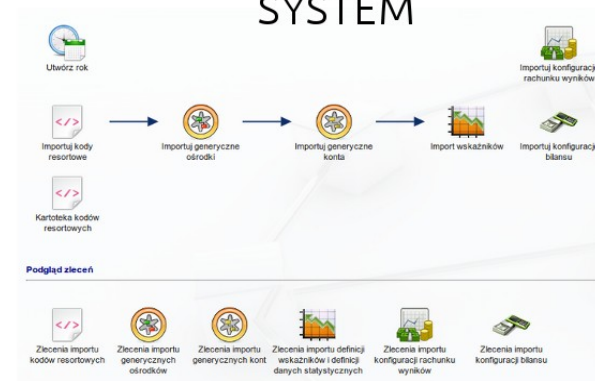 SYSTEM
Utwórz rok
Importuj konfigurację
rachunku wyników
Importuj kody
resortowe
Importuj generyczne
ośrodki
Importuj generyczne
konta
Import wskaźników
Importuj konfigurację
bilansu
Kartoteka kodów
resortowych
Podgląd zleceń
Zlecenia importu
kodów resortowych
Zlecenia importu
generycznych
ośrodków
Zlecenia importu
generycznych kont
Zlecenia importu definicji
wskaźników i definicji
danych statystycznych
Zlecenia importu
konfiguracji rachunku
wyników
Zlecenia importu
konfiguracji bilansu